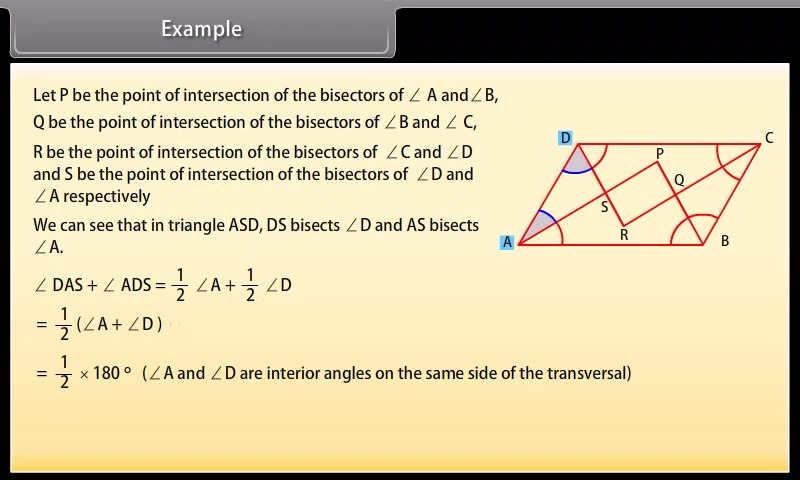 Example
Let P be the point of intersection of the bisectors of ∠ A and∠ B,
Q be the point of intersection of the bisectors of ∠B and ∠ C,
R be the point of intersection of the bisectors of ∠C and ∠D
and S be the point of intersection of the bisectors of ∠D and
∠A respectively
We can see that in triangle ASD, DS bisects ∠D and AS bisects
∠A.
∠ DAS + ∠ ADS = 1/2 ∠A + 1/2 ∠D
= 1/2 (∠A + ∠D )
= 1/2 × 180 ° (∠A and ∠D are interior angles on the same side of the transversal)
D
C
P
Q
S
R
A
B